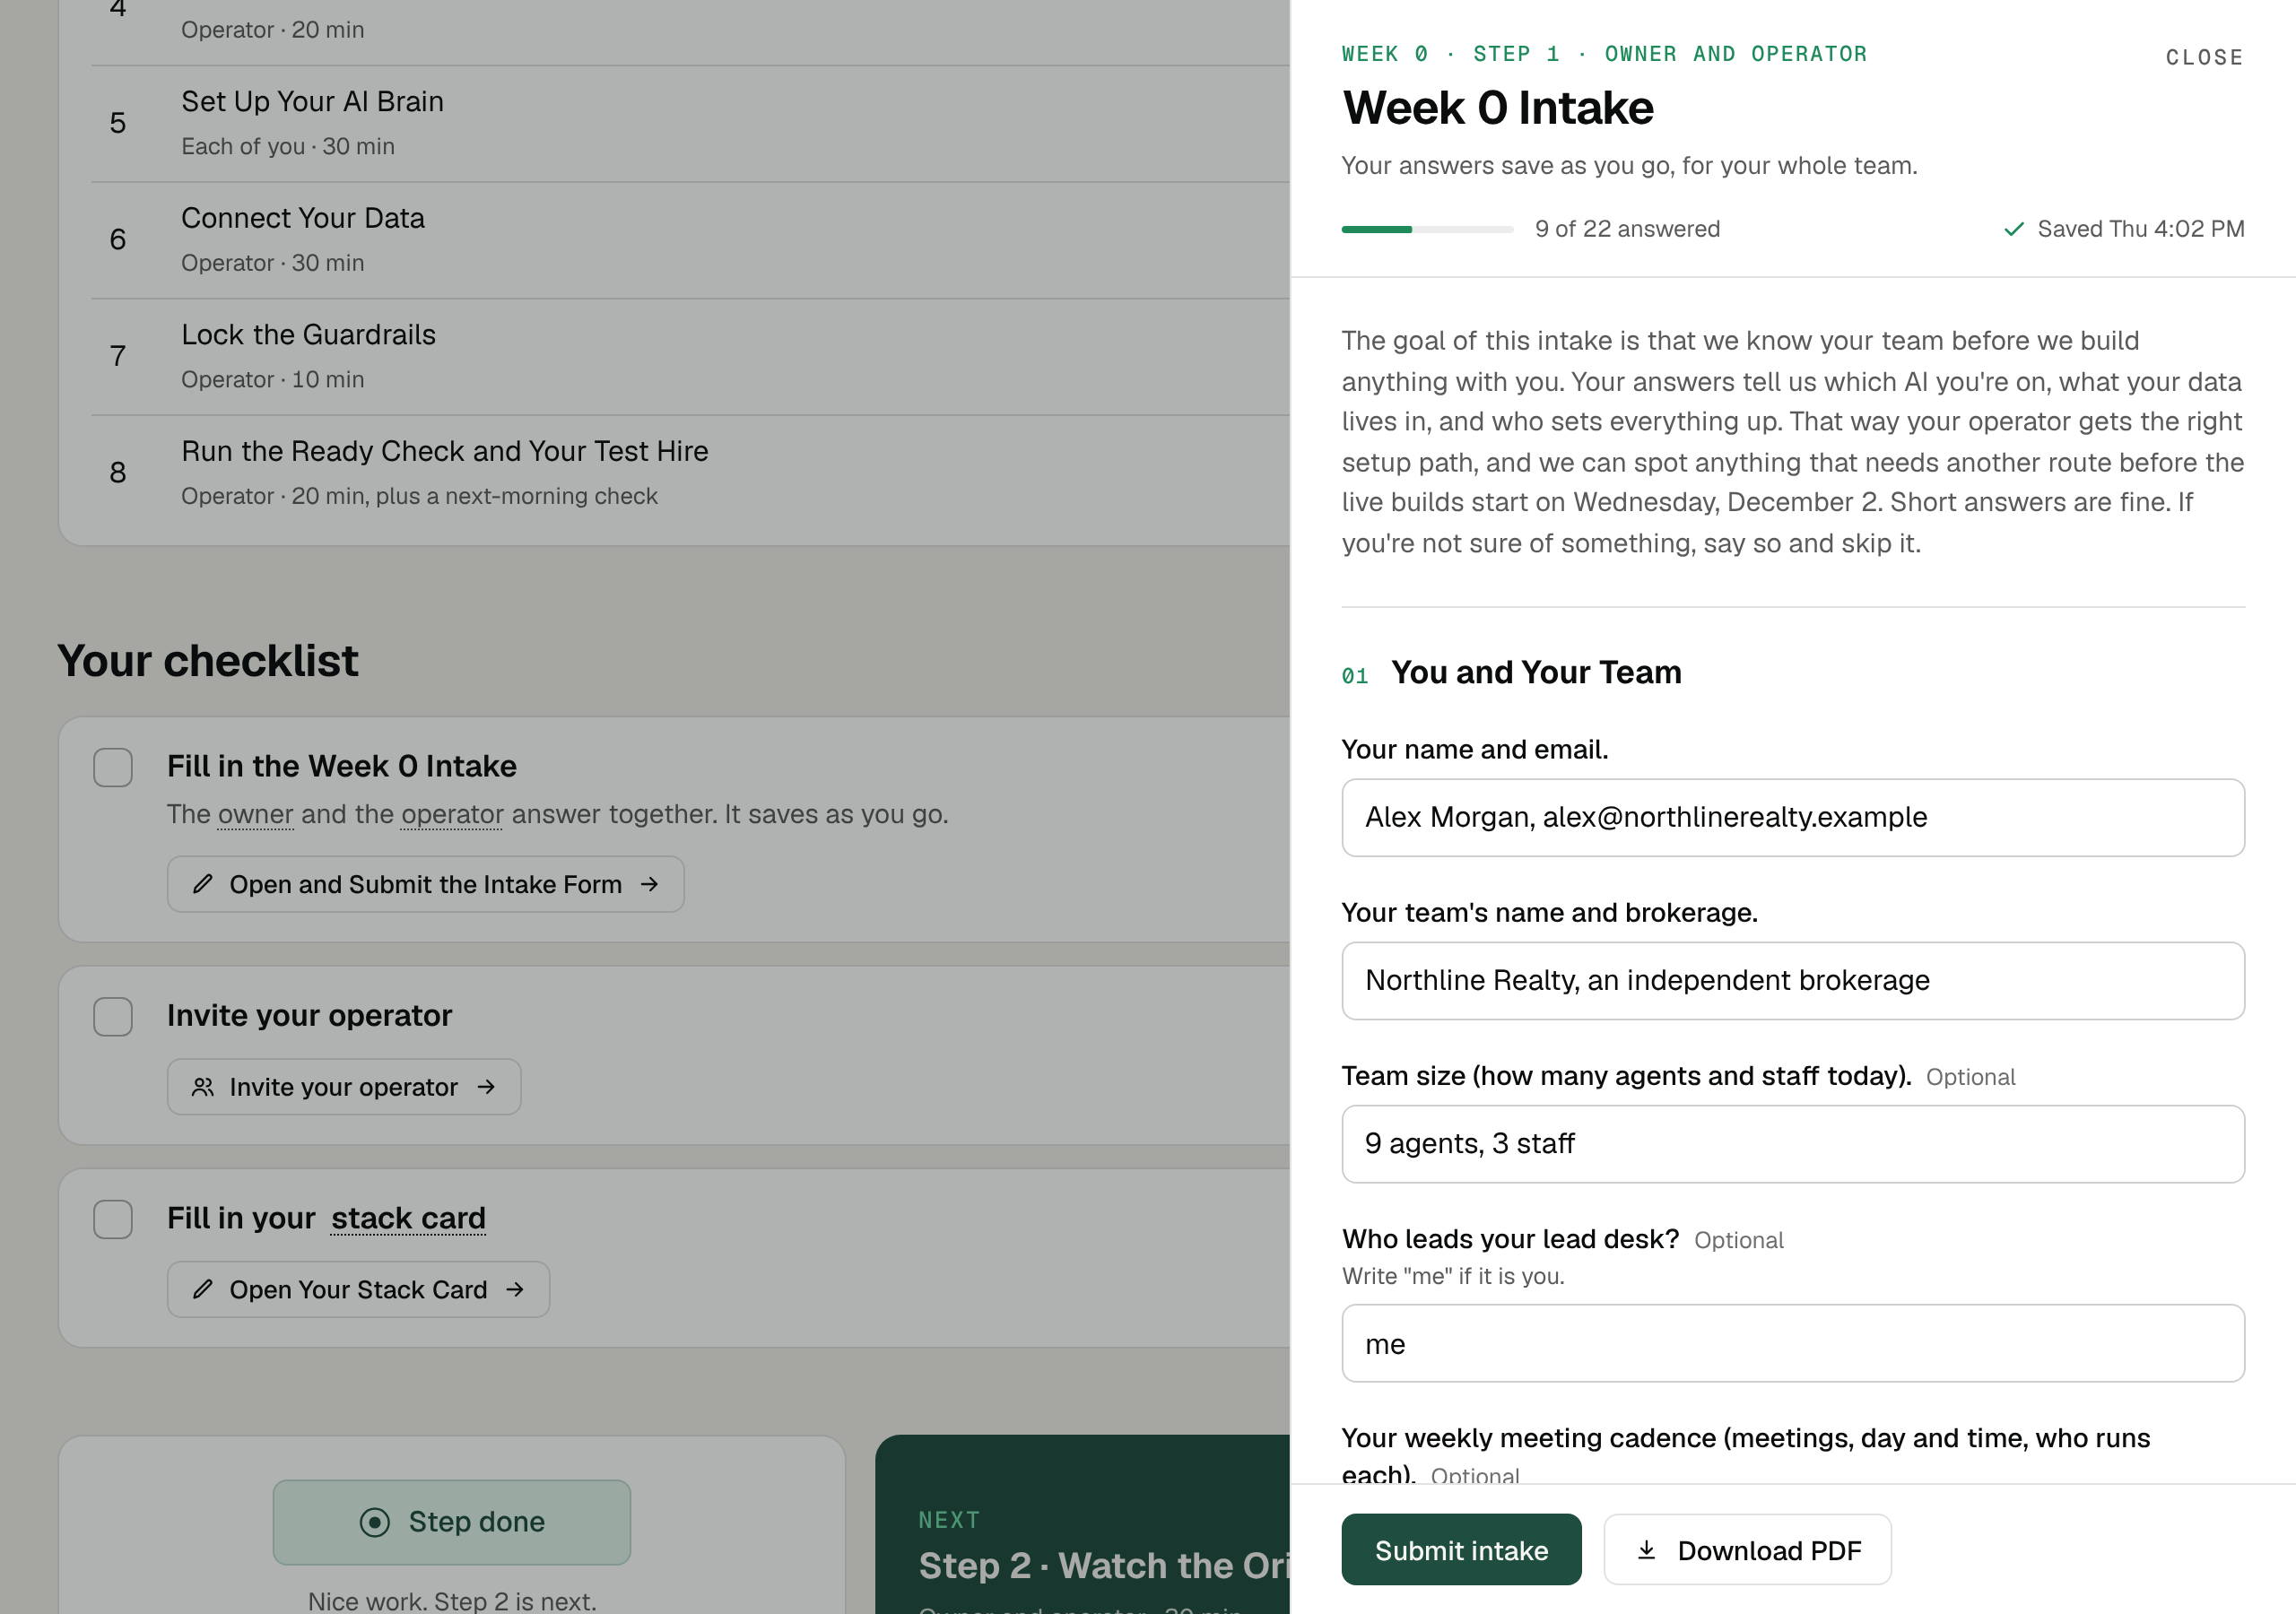 4
Operator · 20 min
5
Set Up Your AI Brain
Each of you · 30 min
6
Connect Your Data
Operator · 30 min
7
Lock the Guardrails
Operator · 10 min
8
Run the Ready Check and Your Test Hire
Operator · 20 min, plus a next-morning check
Your checklist
Fill in the Week 0 Intake
The owner and the operator answer together. It saves as you go.
Open and Submit the Intake Form →
Invite your operator
Invite your operator →
Fill in your stack card
Open Your Stack Card →
Step done
Nice work. Step 2 is next.
NEXT
Step 2 · Watch the Ori
Owner and operator · 30 min
WEEK 0 · STEP 1 · OWNER AND OPERATOR
CLOSE
Week 0 Intake
Your answers save as you go, for your whole team.
9 of 22 answered
Saved Thu 4:02 PM
The goal of this intake is that we know your team before we build
anything with you. Your answers tell us which AI you're on, what your data
lives in, and who sets everything up. That way your operator gets the right
setup path, and we can spot anything that needs another route before the
live builds start on Wednesday, December 2. Short answers are fine. If
you're not sure of something, say so and skip it.
01 You and Your Team
Your name and email.
Alex Morgan, alex@northlinerealty.example
Your team's name and brokerage.
Northline Realty, an independent brokerage
Team size (how many agents and staff today). Optional
9 agents, 3 staff
Who leads your lead desk? Optional
Write "me" if it is you.
me
Your weekly meeting cadence (meetings, day and time, who runs
each). Optional
Submit intake
Download PDF